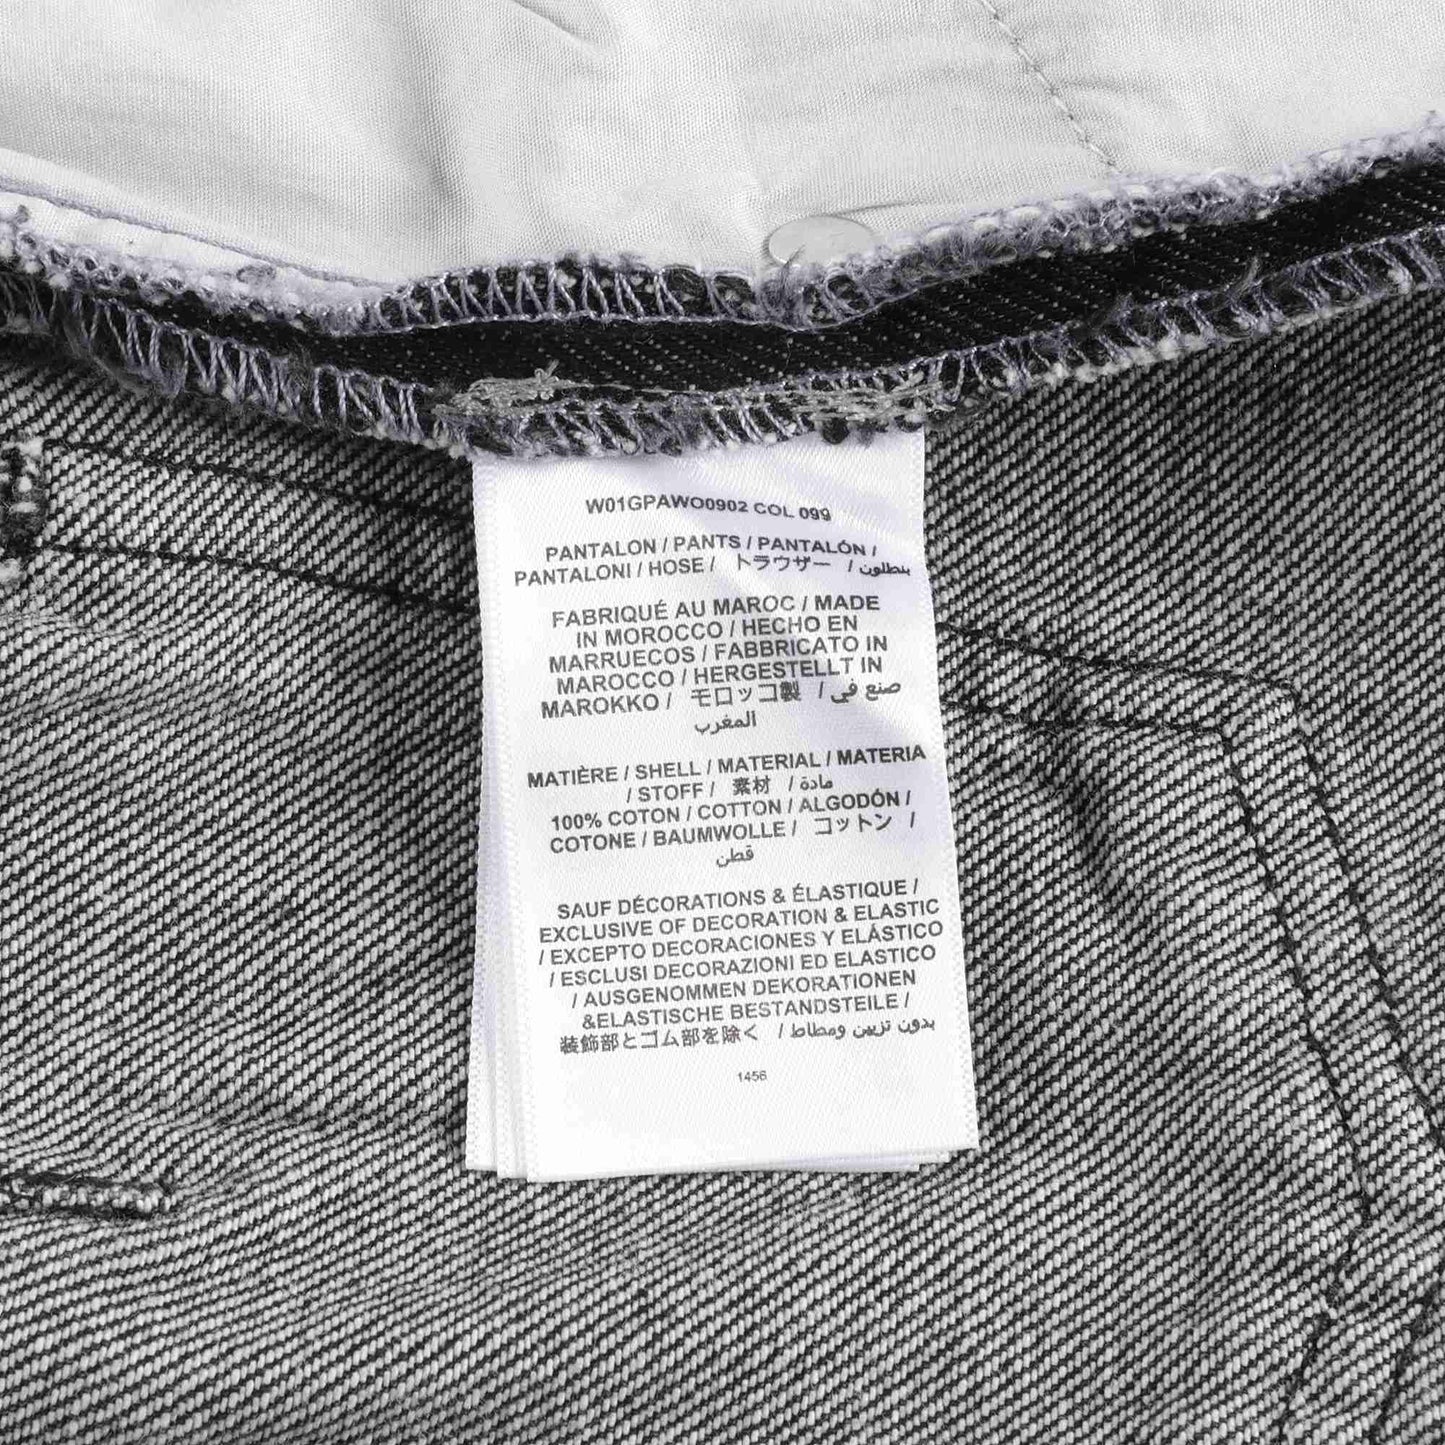 W01GPAWO0902 COL 099
PANTALON / PANTS / PANTALÓN /
PANTALONI / HOSE / トラウザー / بنطلون
FABRIQUÉ AU MAROC / MADE
IN MOROCCO / HECHO EN
MARRUECOS / FABBRICATO IN
MAROCCO / HERGESTELLT IN
MAROKKO / モロッコ製 / صنع في
المغرب
MATIÈRE / SHELL / MATERIAL / MATERIA
/ STOFF / 素材 / مادة
100% COTON / COTTON / ALGODÓN /
COTONE / BAUMWOLLE / コットン /
قطن
SAUF DÉCORATIONS & ÉLASTIQUE /
EXCLUSIVE OF DECORATION & ELASTIC
/ EXCEPTO DECORACIONES Y ELÁSTICO
/ ESCLUSI DECORAZIONI ED ELASTICO
/ AUSGENOMMEN DEKORATIONEN
&ELASTISCHE BESTANDSTEILE /
装飾部とゴム部を除く / بدون تزيين ومطاط
1456